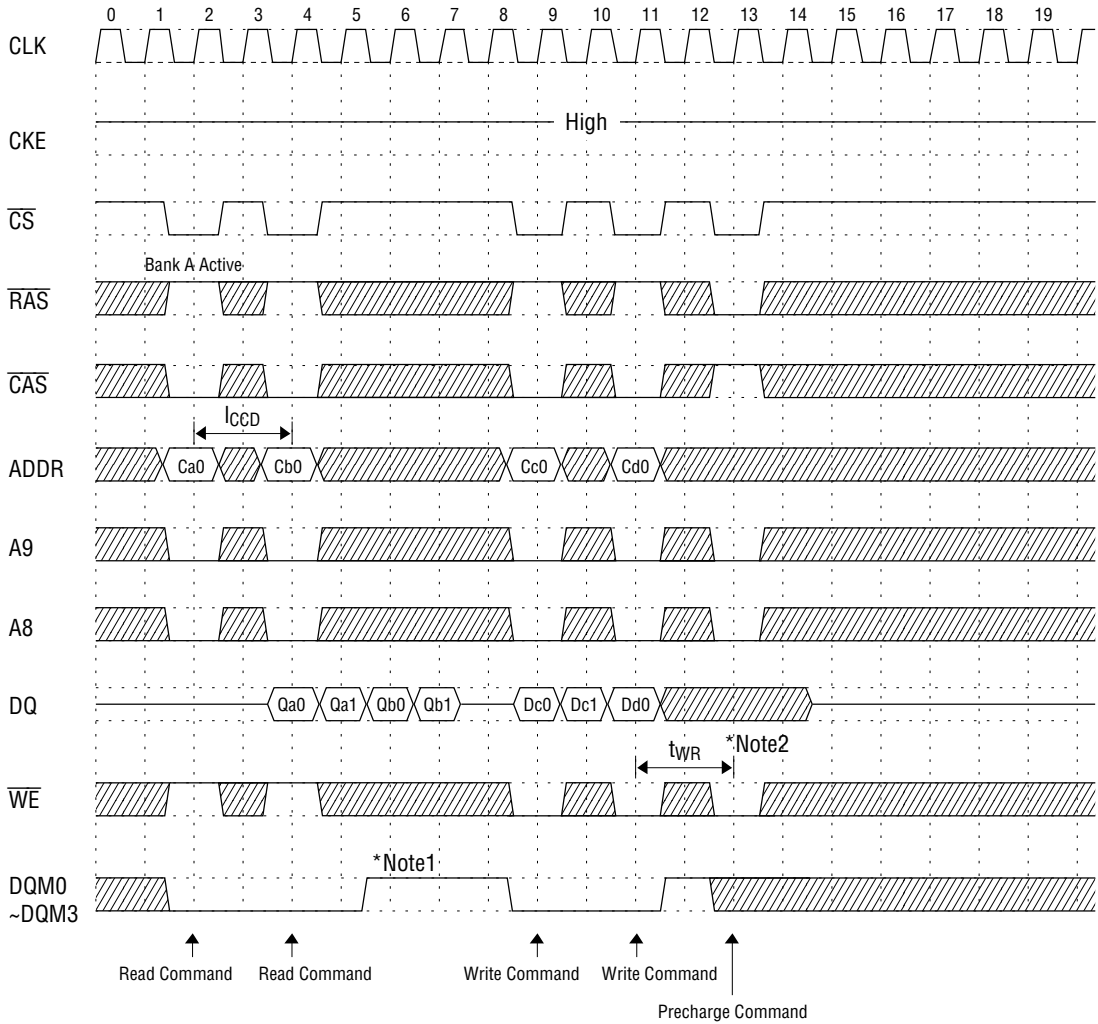 0 1 2 3 4 5 6 7 8 0 10 11 12 13 14 15 16 17 18 19
CLK
CKE
High
CS
Bank A Active
RAS
CAS
lCCD
ADDR
Ca0 Cb0 Cc0 Cd0
A9
A8
DQ
Qa0 Qa1 Qb0 Qb1 Dc0 Dc1 Dd0
tWR
*Note2
WE
*Note1
DQM0
~DQM3
Read Command Read Command Write Command Write Command
Precharge Command